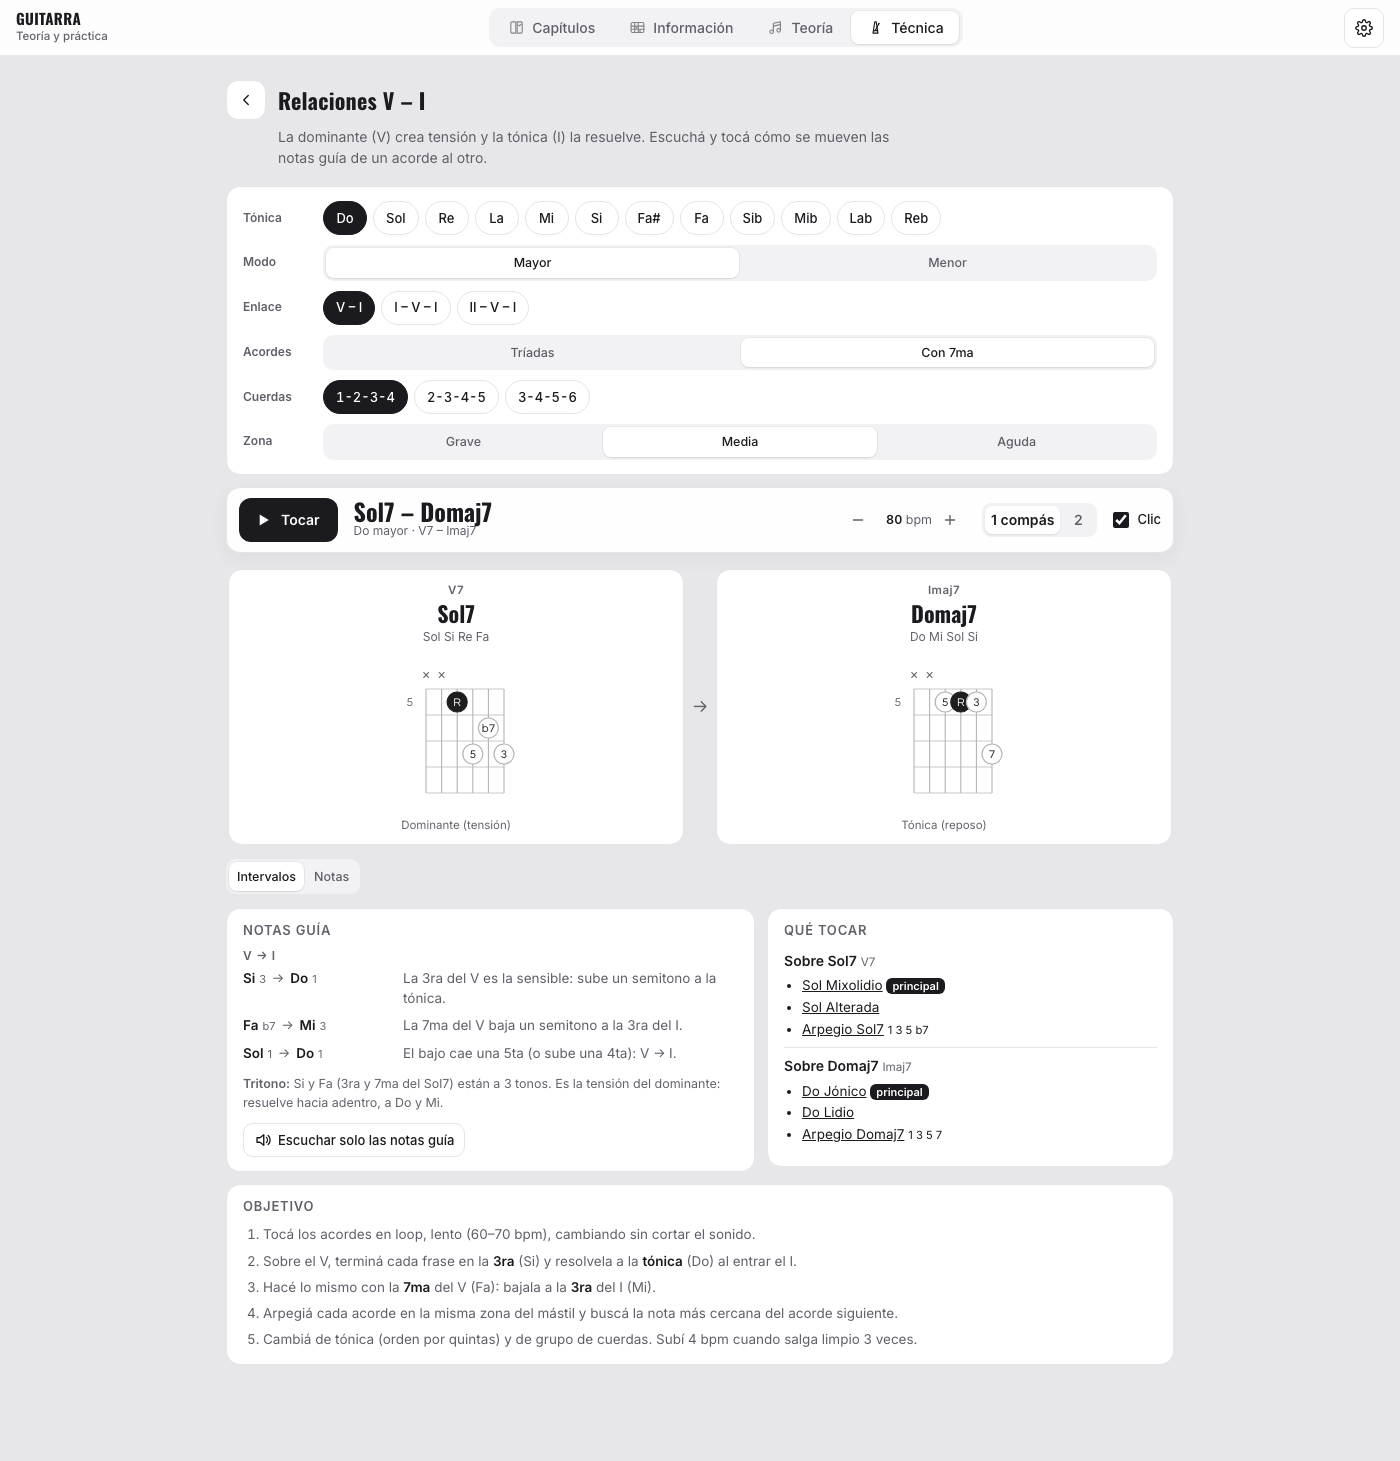 GUITARRA
Teoría y práctica
Capítulos
Información
Teoría
Técnica
Relaciones V – I
La dominante (V) crea tensión y la tónica (I) la resuelve. Escuchá y tocá cómo se mueven las
notas guía de un acorde al otro.
Tónica Do Sol Re La Mi Si Fa# Fa Sib Mib Lab Reb
Modo Mayor Menor
Enlace V – I I – V – I II – V – I
Acordes Tríadas Con 7ma
Cuerdas 1-2-3-4 2-3-4-5 3-4-5-6
Zona Grave Media Aguda
Tocar
Sol7 – Domaj7
Do mayor · V7 – Imaj7
− 80 bpm +
1 compás 2
Clic
V7
Sol7
Sol Si Re Fa
× ×
5 R
b7
5 3
Dominante (tensión)
→
Imaj7
Domaj7
Do Mi Sol Si
× ×
5 5 R 3
7
Tónica (reposo)
Intervalos Notas
NOTAS GUÍA
V → I
Si 3 → Do 1 La 3ra del V es la sensible: sube un semitono a la
tónica.
Fa b7 → Mi 3 La 7ma del V baja un semitono a la 3ra del I.
Sol 1 → Do 1 El bajo cae una 5ta (o sube una 4ta): V → I.
Tritono: Si y Fa (3ra y 7ma del Sol7) están a 3 tonos. Es la tensión del dominante:
resuelve hacia adentro, a Do y Mi.
Escuchar solo las notas guía
QUÉ TOCAR
Sobre Sol7 V7
• Sol Mixolidio principal
• Sol Alterada
• Arpegio Sol7 1 3 5 b7
Sobre Domaj7 Imaj7
• Do Jónico principal
• Do Lidio
• Arpegio Domaj7 1 3 5 7
OBJETIVO
1. Tocá los acordes en loop, lento (60–70 bpm), cambiando sin cortar el sonido.
2. Sobre el V, terminá cada frase en la 3ra (Si) y resolvela a la tónica (Do) al entrar el I.
3. Hacé lo mismo con la 7ma del V (Fa): bajala a la 3ra del I (Mi).
4. Arpegiá cada acorde en la misma zona del mástil y buscá la nota más cercana del acorde siguiente.
5. Cambiá de tónica (orden por quintas) y de grupo de cuerdas. Subí 4 bpm cuando salga limpio 3 veces.